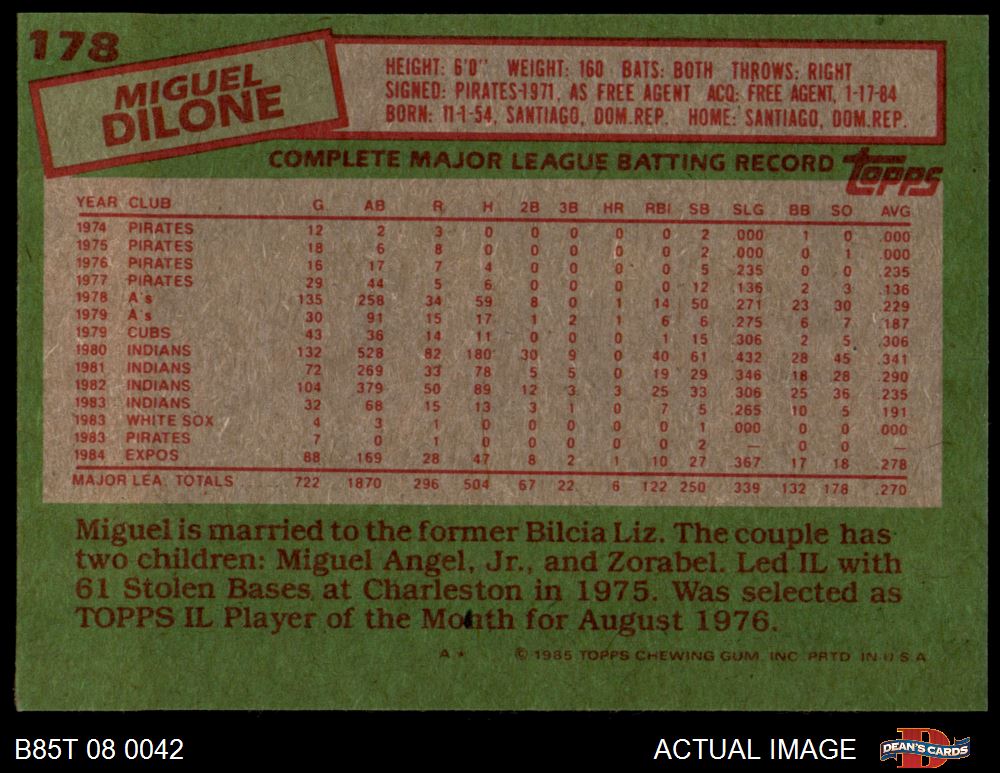 178
MIGUEL
DILONE
HEIGHT: 6'0" WEIGHT: 160 BATS: BOTH THROWS: RIGHT
SIGNED: PIRATES-1971, AS FREE AGENT ACQ: FREE AGENT, 1-17-84
BORN: 11-1-54, SANTIAGO, DOM.REP. HOME: SANTIAGO, DOM.REP.
COMPLETE MAJOR LEAGUE BATTING RECORD topps
YEAR CLUB G AB R H 2B 3B HR RBI SB SLG BB SO AVG
1974 PIRATES 12 2 3 0 0 0 0 0 2 .000 1 0 .000
1975 PIRATES 18 6 8 0 0 0 0 0 2 .000 0 1 .000
1976 PIRATES 16 17 7 4 0 0 0 0 5 .235 0 0 .235
1977 PIRATES 29 44 5 6 0 0 0 0 12 .136 2 3 .136
1978 A's 135 258 34 59 8 0 1 14 50 .271 23 30 .229
1979 A's 30 91 15 17 1 2 1 6 6 .275 6 7 .187
1979 CUBS 43 36 14 11 0 0 0 1 15 .306 2 5 .306
1980 INDIANS 132 528 82 180 30 9 0 40 61 .432 28 45 .341
1981 INDIANS 72 269 33 78 5 5 0 19 29 .346 18 28 .290
1982 INDIANS 104 379 50 89 12 3 3 25 33 .306 25 36 .235
1983 INDIANS 32 68 15 13 3 1 0 7 5 .265 10 5 .191
1983 WHITE SOX 4 3 1 0 0 0 0 0 1 .000 0 0 .000
1983 PIRATES 7 0 1 0 0 0 0 0 2 — 0 0 —
1984 EXPOS 88 169 28 47 8 2 1 10 27 .367 17 18 .278
MAJOR LEA. TOTALS 722 1870 296 504 67 22 6 122 250 .339 132 178 .270
Miguel is married to the former Bilcia Liz. The couple has
two children: Miguel Angel, Jr., and Zorabel. Led IL with
61 Stolen Bases at Charleston in 1975. Was selected as
TOPPS IL Player of the Month for August 1976.
A* © 1985 TOPPS CHEWING GUM, INC. PRTD. IN U.S.A.
B85T 08 0042 ACTUAL IMAGE DEAN'S CARDS